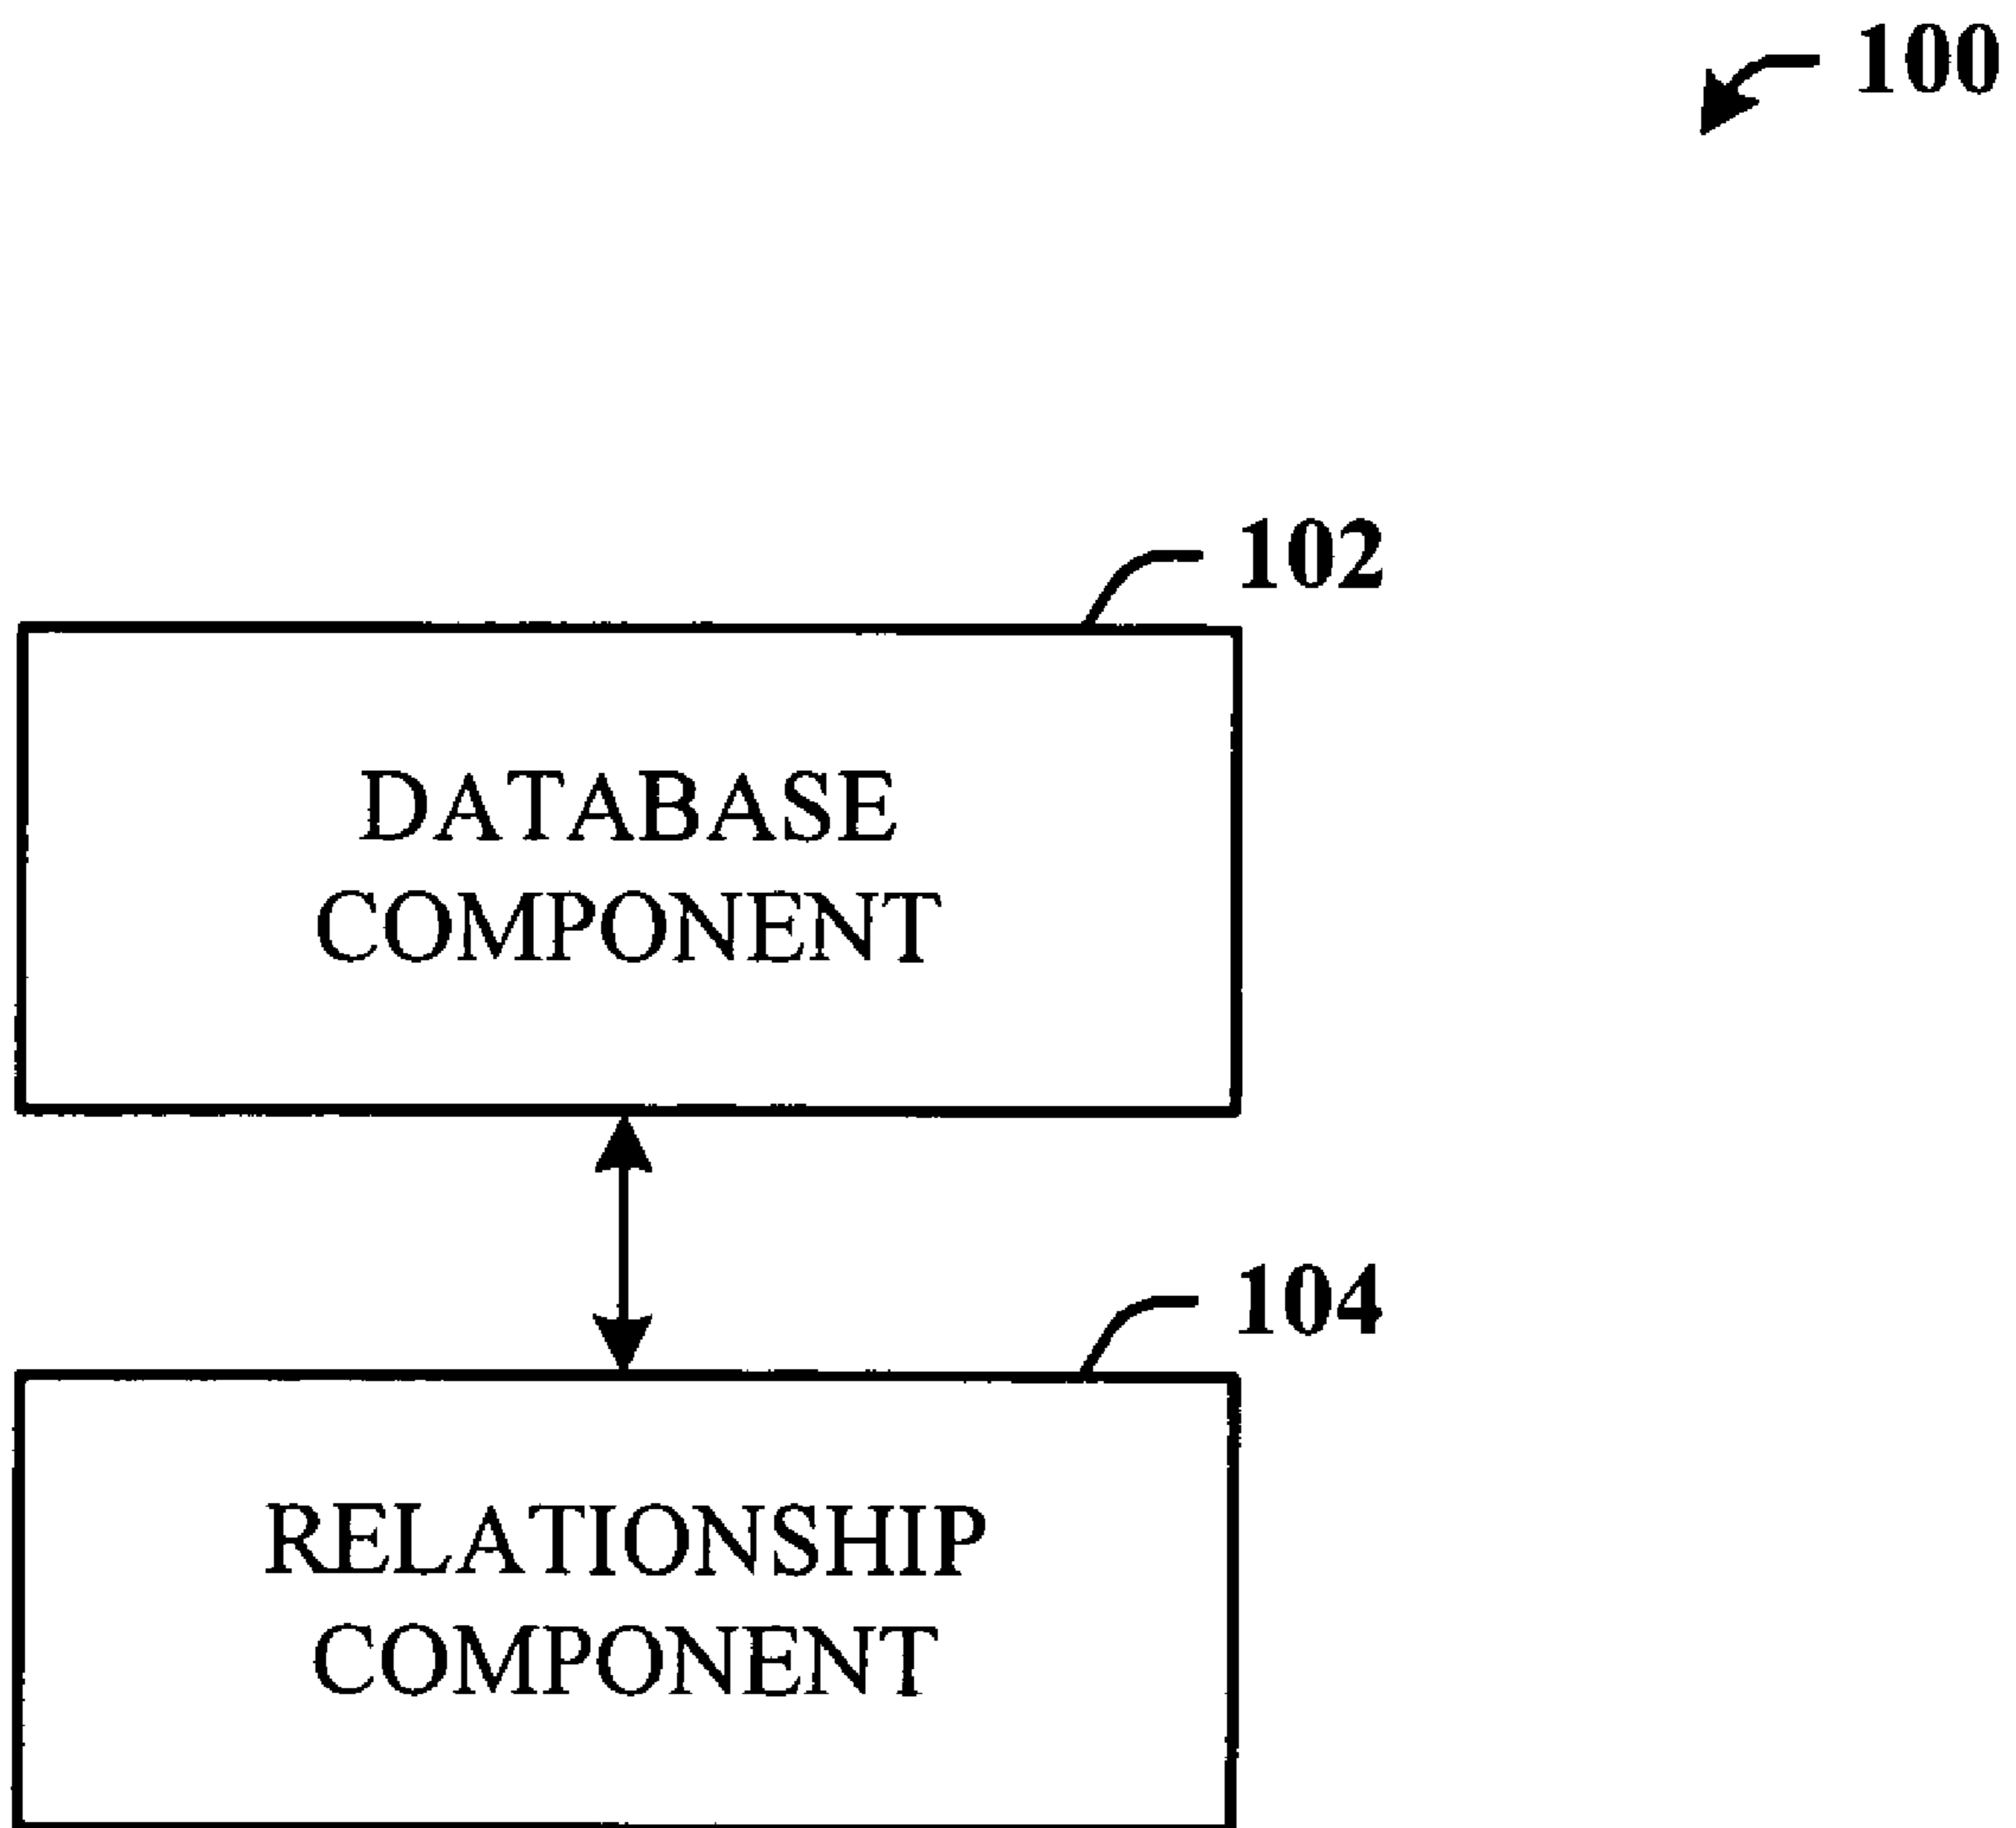 100
102
DATABASE
COMPONENT
104
RELATIONSHIP
COMPONENT